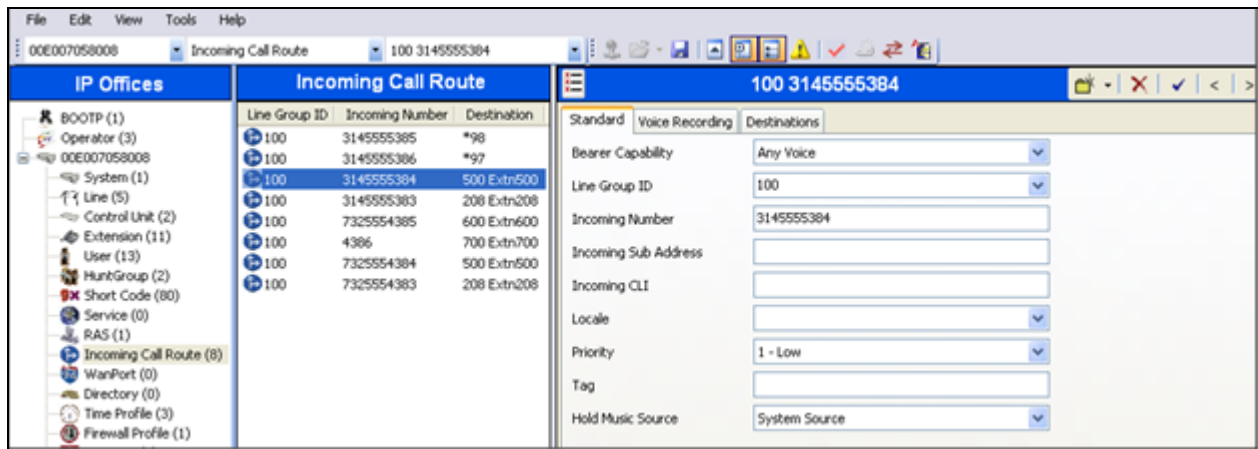 File Edit View Tools Help
00E007058008 Incoming Call Route 100 3145555384
IP Offices
BOOTP (1)
Operator (3)
00E007058008
System (1)
Line (5)
Control Unit (2)
Extension (11)
User (13)
HuntGroup (2)
Short Code (80)
Service (0)
RAS (1)
Incoming Call Route (8)
WanPort (0)
Directory (0)
Time Profile (3)
Firewall Profile (1)
Incoming Call Route
Line Group ID Incoming Number Destination
100 3145555385 *98
100 3145555386 *97
100 3145555384 500 Extn500
100 3145555383 208 Extn208
100 7325554385 600 Extn600
100 4386 700 Extn700
100 7325554384 500 Extn500
100 7325554383 208 Extn208
100 3145555384
Standard Voice Recording Destinations
Bearer Capability Any Voice
Line Group ID 100
Incoming Number 3145555384
Incoming Sub Address
Incoming CLI
Locale
Priority 1 - Low
Tag
Hold Music Source System Source